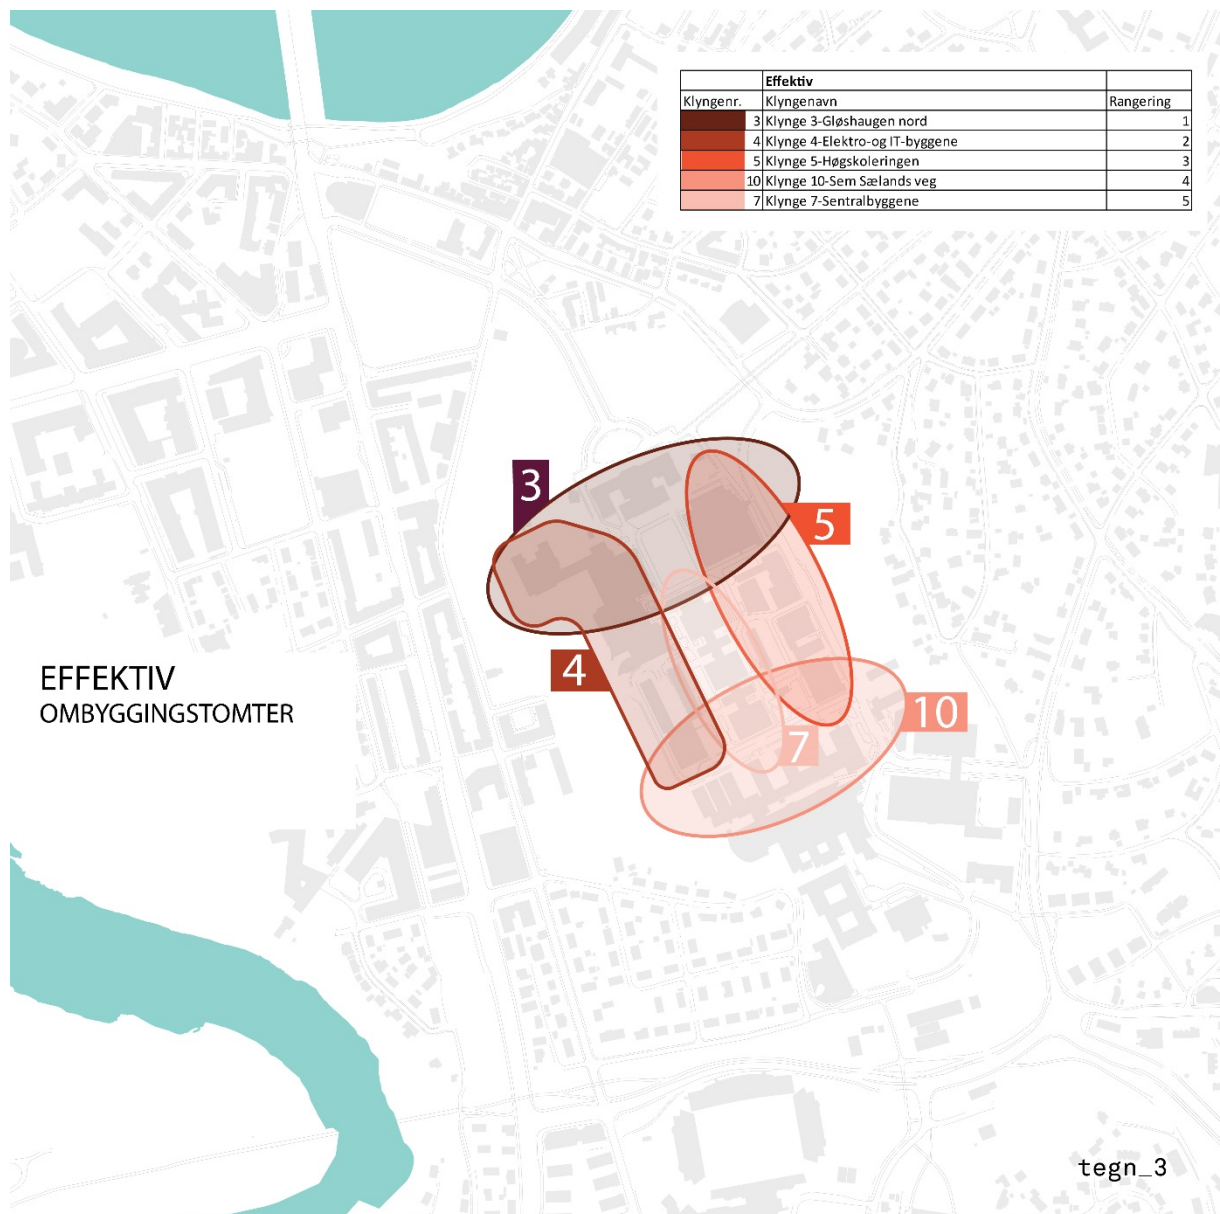 Effektiv
Klyngenr. Klyngenavn Rangering
3 Klynge 3-Gløshaugen nord 1
4 Klynge 4-Elektro-og IT-byggene 2
5 Klynge 5-Høgskoleringen 3
10 Klynge 10-Sem Sælands veg 4
7 Klynge 7-Sentralbyggene 5
3
5
4
EFFEKTIV
OMBYGGINGSTOMTER
10
7
tegn_3